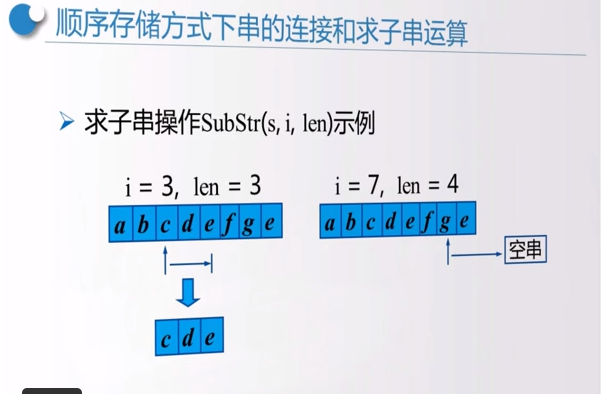 顺序存储方式下串的连接和求子串运算
求子串操作SubStr(s, i, len)示例
i = 3, len = 3
a b c d e f g e
c d e
i = 7, len = 4
a b c d e f g e
空串